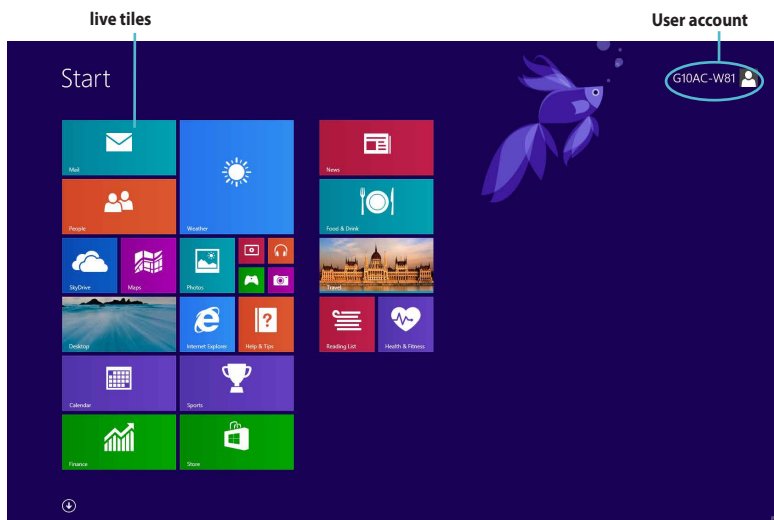 live tiles
User account
Start
G10AC-W81
Mail
People
Weather
SkyDrive
Maps
Photos
Desktop
Internet Explorer
Help & Tips
Calendar
Sports
Finance
Store
News
Food & Drink
Travel
Reading List
Health & Fitness